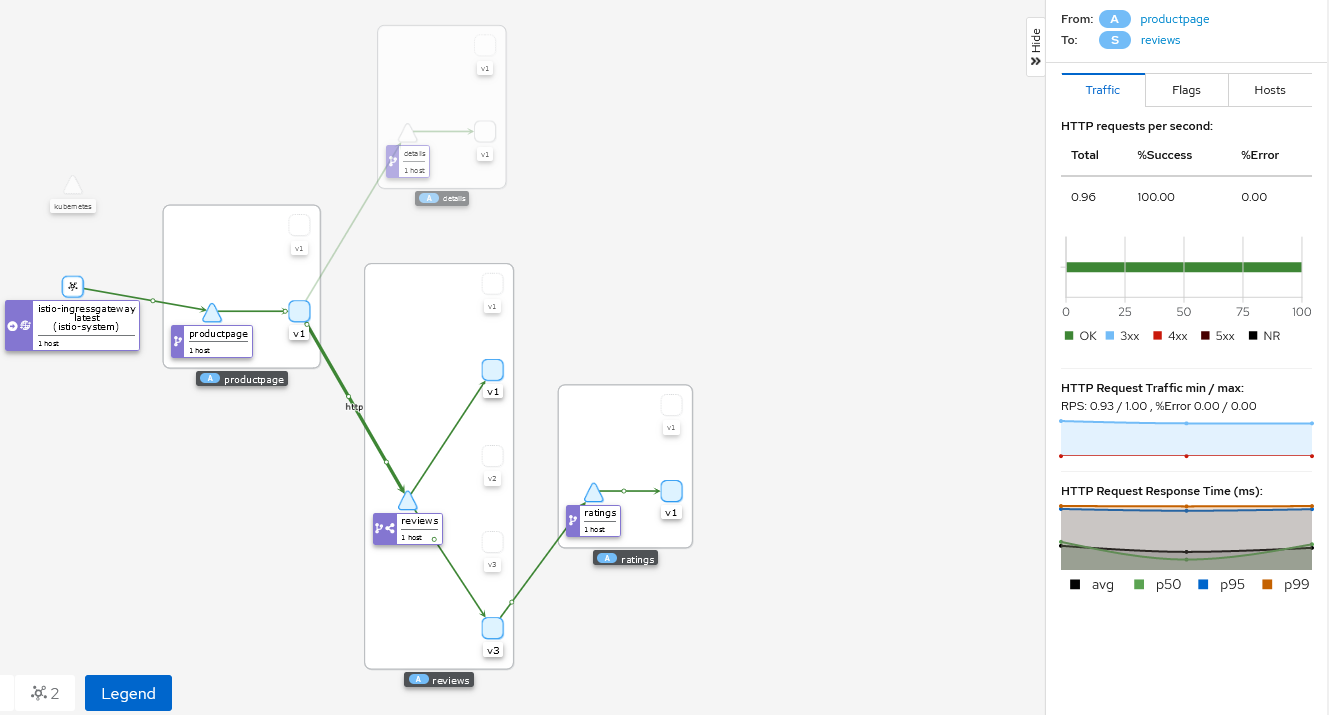 v1
v1
details
1 host
A details
kubernetes
v1
istio-ingressgateway
latest
(istio-system)
1 host
productpage
1 host
v1
A productpage
http
v1
v1
v2
reviews
1 host
v3
v3
A reviews
v1
ratings
1 host
v1
A ratings
2
Legend
Hide
From: A productpage
To: S reviews
Traffic Flags Hosts
HTTP requests per second:
Total %Success %Error
0.96 100.00 0.00
0 25 50 75 100
OK 3xx 4xx 5xx NR
HTTP Request Traffic min / max:
RPS: 0.93 / 1.00 , %Error 0.00 / 0.00
HTTP Request Response Time (ms):
avg p50 p95 p99